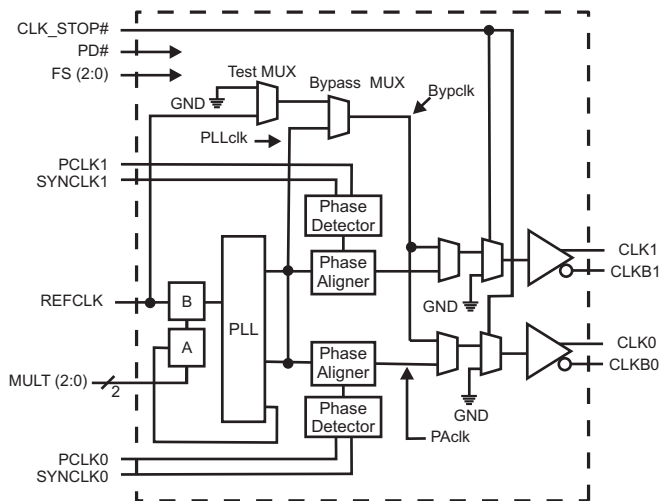 CLK_STOP#
PD#
FS (2:0)
Test MUX
Bypass MUX
GND
Bypclk
PLLclk
PCLK1
SYNCLK1
Phase
Detector
Phase
Aligner
CLK1
CLKB1
GND
REFCLK
B
PLL
A
MULT (2:0)
2
Phase
Aligner
CLK0
CLKB0
GND
Phase
Detector
PAclk
PCLK0
SYNCLK0